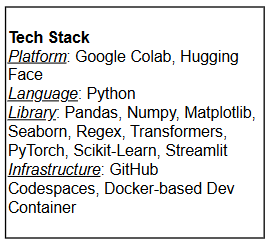 Tech Stack
Platform: Google Colab, Hugging
Face
Language: Python
Library: Pandas, Numpy, Matplotlib,
Seaborn, Regex, Transformers,
PyTorch, Scikit-Learn, Streamlit
Infrastructure: GitHub
Codespaces, Docker-based Dev
Container